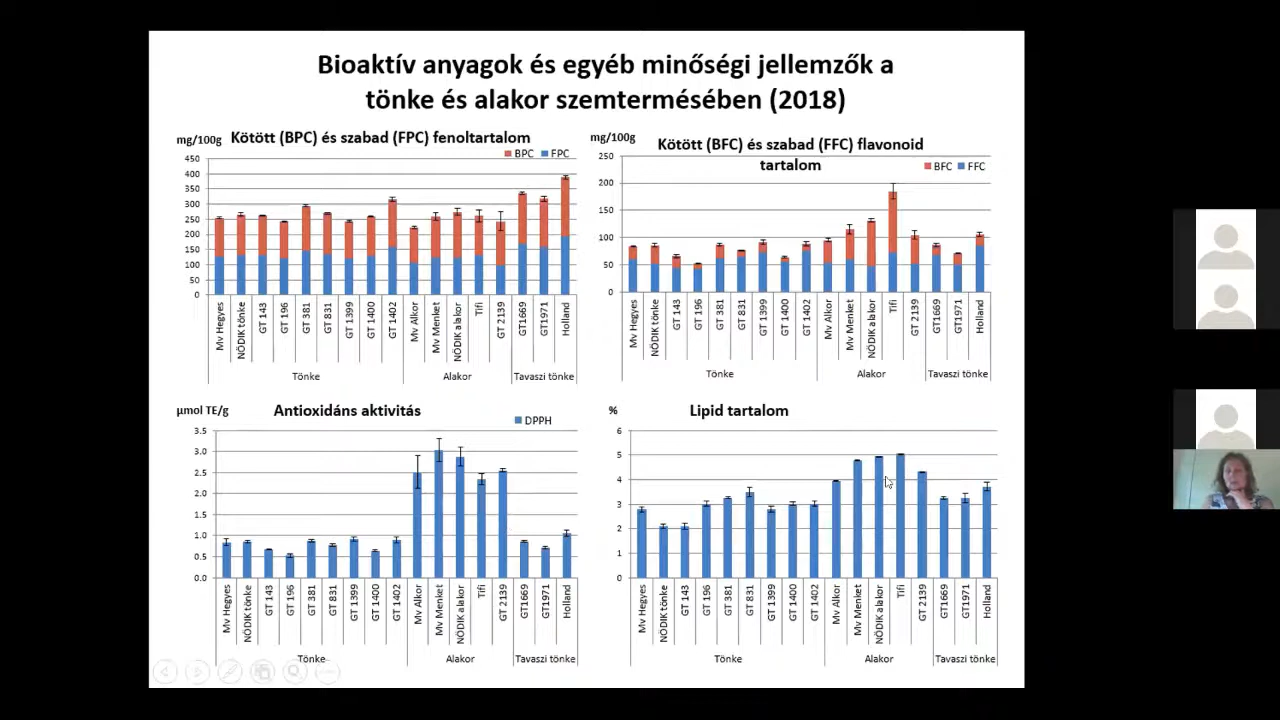 Bioaktív anyagok és egyéb minőségi jellemzők a
tönke és alakor szemtermésében (2018)
mg/100g
Kötött (BPC) és szabad (FPC) fenoltartalom
BPC FPC
450
400
350
300
250
200
150
100
50
0
Mv Hegyes
NÖDIK tönke
GT 143
GT 196
GT 381
GT 831
GT 1399
GT 1400
GT 1402
Mv Alkor
Mv Menket
NÖDIK alakor
Tifi
GT 2139
GT1669
GT1971
Holland
Tönke
Alakor
Tavaszi tönke
mg/100g
Kötött (BFC) és szabad (FFC) flavonoid
tartalom
BFC FFC
250
200
150
100
50
0
Mv Hegyes
NÖDIK tönke
GT 143
GT 196
GT 381
GT 831
GT 1399
GT 1400
GT 1402
Mv Alkor
Mv Menket
NÖDIK alakor
Tifi
GT 2139
GT1669
GT1971
Holland
Tönke
Alakor
Tavaszi tönke
µmol TE/g
Antioxidáns aktivitás
DPPH
3.5
3.0
2.5
2.0
1.5
1.0
0.5
0.0
Mv Hegyes
NÖDIK tönke
GT 143
GT 196
GT 381
GT 831
GT 1399
GT 1400
GT 1402
Mv Alkor
Mv Menket
NÖDIK alakor
Tifi
GT 2139
GT1669
GT1971
Holland
Tönke
Alakor
Tavaszi tönke
%
Lipid tartalom
6
5
4
3
2
1
0
Mv Hegyes
NÖDIK tönke
GT 143
GT 196
GT 381
GT 831
GT 1399
GT 1400
GT 1402
Mv Alkor
Mv Menket
NÖDIK alakor
Tifi
GT 2139
GT1669
GT1971
Holland
Tönke
Alakor
Tavaszi tönke